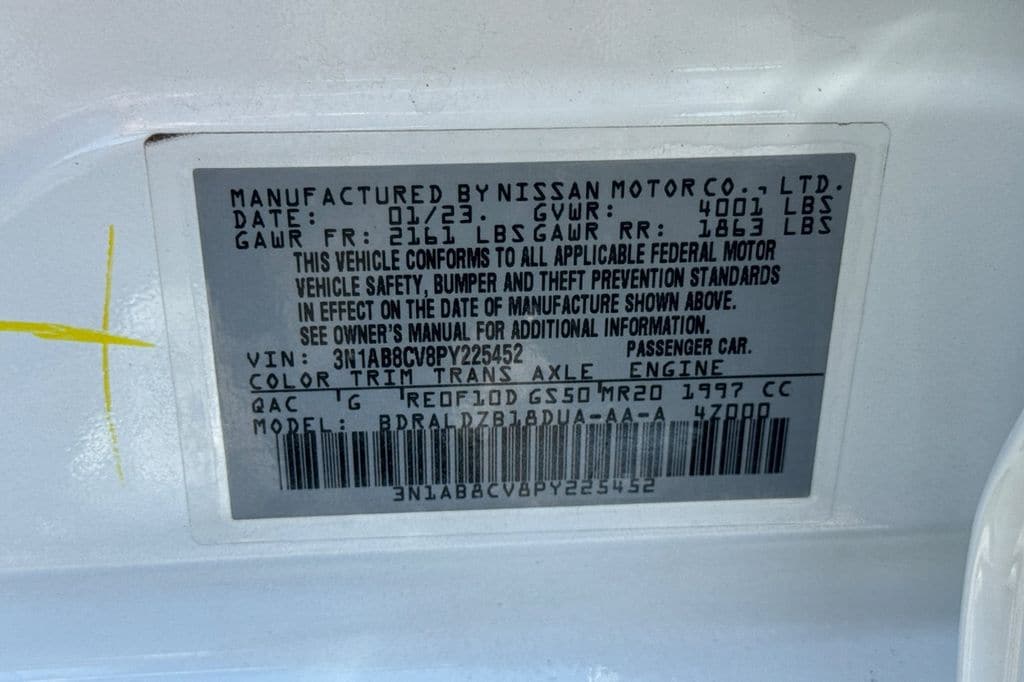 MANUFACTURED BY NISSAN MOTOR CO., LTD.
DATE: 01/23. GVWR: 4001 LBS
GAWR FR: 2161 LBS GAWR RR: 1863 LBS
THIS VEHICLE CONFORMS TO ALL APPLICABLE FEDERAL MOTOR
VEHICLE SAFETY, BUMPER AND THEFT PREVENTION STANDARDS
IN EFFECT ON THE DATE OF MANUFACTURE SHOWN ABOVE.
SEE OWNER'S MANUAL FOR ADDITIONAL INFORMATION.
VIN: 3N1AB8CV8PY225452 PASSENGER CAR.
COLOR TRIM TRANS AXLE ENGINE
QAC G RE0F10D GS50 MR20 1997 CC
MODEL: BDRALDZB18DUA-AA-A 4Z000
3N1AB8CV8PY225452